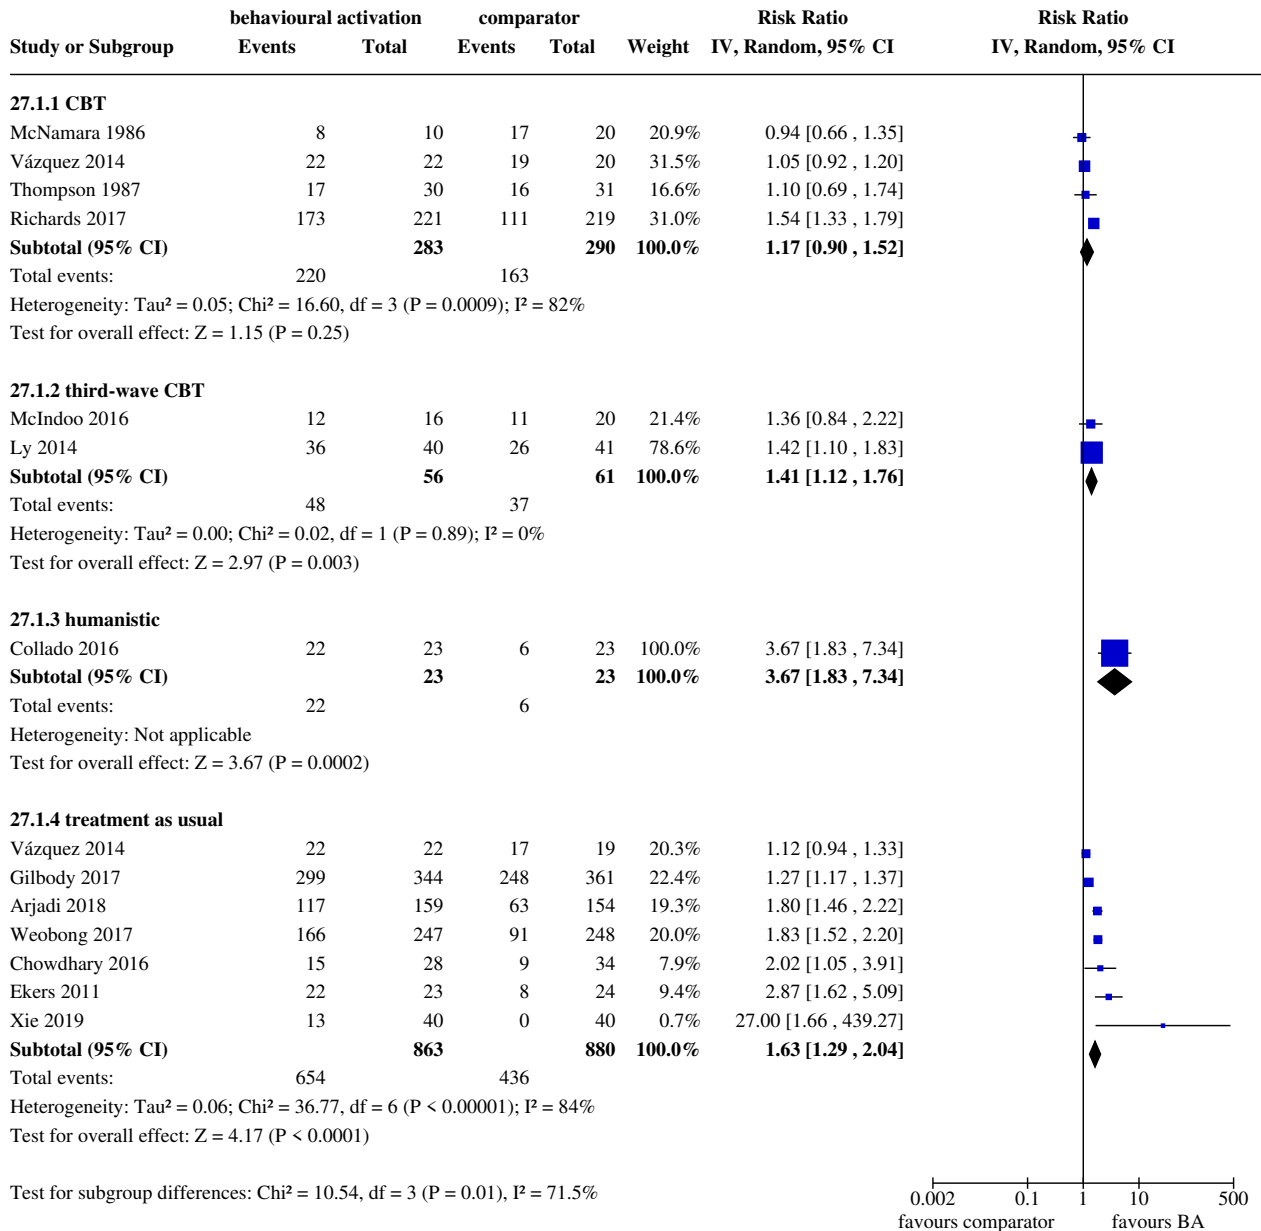 behavioural activation comparator Risk Ratio Risk Ratio
Study or Subgroup Events Total Events Total Weight IV, Random, 95% CI IV, Random, 95% CI
27.1.1 CBT
McNamara 1986 8 10 17 20 20.9% 0.94 [0.66 , 1.35]
Vázquez 2014 22 22 19 20 31.5% 1.05 [0.92 , 1.20]
Thompson 1987 17 30 16 31 16.6% 1.10 [0.69 , 1.74]
Richards 2017 173 221 111 219 31.0% 1.54 [1.33 , 1.79]
Subtotal (95% CI) 283 290 100.0% 1.17 [0.90 , 1.52]
Total events: 220 163
Heterogeneity: Tau² = 0.05; Chi² = 16.60, df = 3 (P = 0.0009); I² = 82%
Test for overall effect: Z = 1.15 (P = 0.25)
27.1.2 third-wave CBT
McIndoo 2016 12 16 11 20 21.4% 1.36 [0.84 , 2.22]
Ly 2014 36 40 26 41 78.6% 1.42 [1.10 , 1.83]
Subtotal (95% CI) 56 61 100.0% 1.41 [1.12 , 1.76]
Total events: 48 37
Heterogeneity: Tau² = 0.00; Chi² = 0.02, df = 1 (P = 0.89); I² = 0%
Test for overall effect: Z = 2.97 (P = 0.003)
27.1.3 humanistic
Collado 2016 22 23 6 23 100.0% 3.67 [1.83 , 7.34]
Subtotal (95% CI) 23 23 100.0% 3.67 [1.83 , 7.34]
Total events: 22 6
Heterogeneity: Not applicable
Test for overall effect: Z = 3.67 (P = 0.0002)
27.1.4 treatment as usual
Vázquez 2014 22 22 17 19 20.3% 1.12 [0.94 , 1.33]
Gilbody 2017 299 344 248 361 22.4% 1.27 [1.17 , 1.37]
Arjadi 2018 117 159 63 154 19.3% 1.80 [1.46 , 2.22]
Weobong 2017 166 247 91 248 20.0% 1.83 [1.52 , 2.20]
Chowdhary 2016 15 28 9 34 7.9% 2.02 [1.05 , 3.91]
Ekers 2011 22 23 8 24 9.4% 2.87 [1.62 , 5.09]
Xie 2019 13 40 0 40 0.7% 27.00 [1.66 , 439.27]
Subtotal (95% CI) 863 880 100.0% 1.63 [1.29 , 2.04]
Total events: 654 436
Heterogeneity: Tau² = 0.06; Chi² = 36.77, df = 6 (P < 0.00001); I² = 84%
Test for overall effect: Z = 4.17 (P < 0.0001)
Test for subgroup differences: Chi² = 10.54, df = 3 (P = 0.01), I² = 71.5%
0.002 0.1 1 10 500
favours comparator favours BA